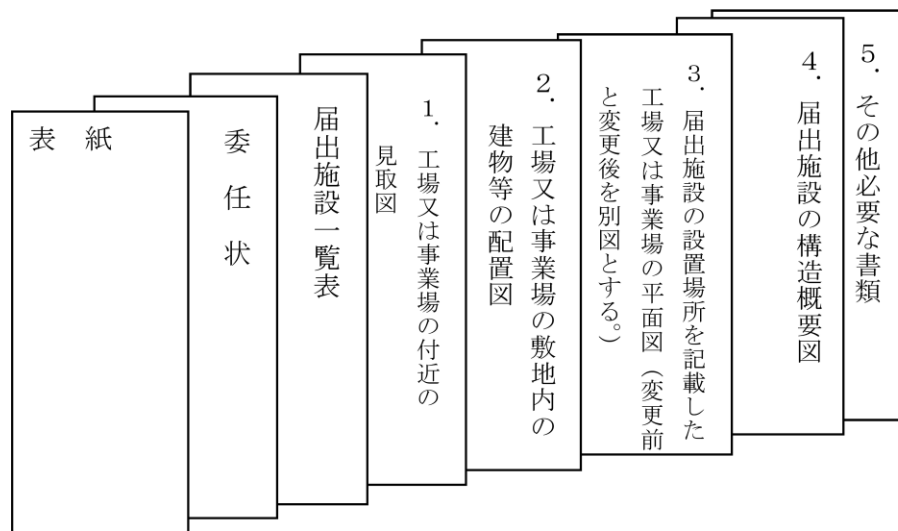 表　紙
委　任　状
届出施設一覧表
１．工場又は事業場の付近の
見取図
２．工場又は事業場の敷地内の
建物等の配置図
３．届出施設の設置場所を記載した
工場又は事業場の平面図（変更前
と変更後を別図とする。）
４．届出施設の構造概要図
５．その他必要な書類